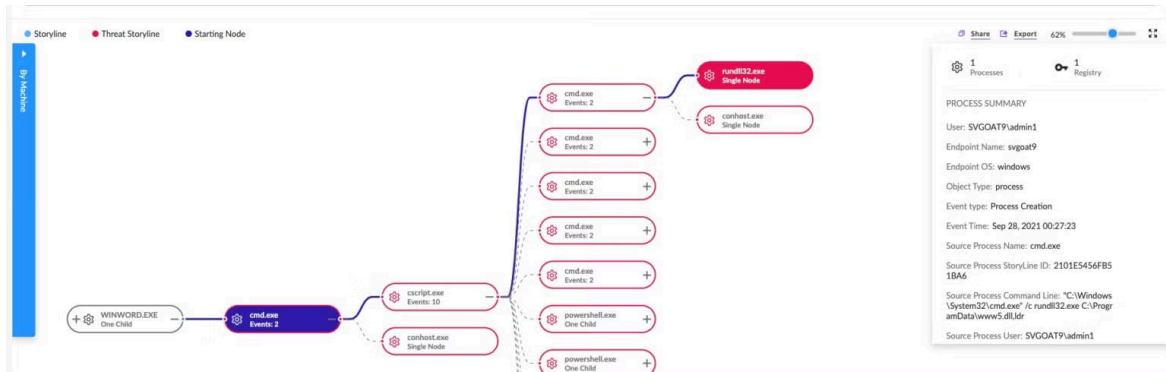 Storyline
Threat Storyline
Starting Node
Share
Export
62%
By Machine
WINWORD.EXE
One Child
cmd.exe
Events: 2
cscript.exe
Events: 10
conhost.exe
Single Node
cmd.exe
Events: 2
cmd.exe
Events: 2
cmd.exe
Events: 2
cmd.exe
Events: 2
cmd.exe
Events: 2
powershell.exe
One Child
powershell.exe
One Child
rundll32.exe
Single Node
conhost.exe
Single Node
1
Processes
1
Registry
PROCESS SUMMARY
User: SVGOAT9\admin1
Endpoint Name: svgoat9
Endpoint OS: windows
Object Type: process
Event type: Process Creation
Event Time: Sep 28, 2021 00:27:23
Source Process Name: cmd.exe
Source Process StoryLine ID: 2101E5456FB5
1BA6
Source Process Command Line: "C:\Windows
\System32\cmd.exe" /c rundll32.exe C:\Progr
amData\www5.dll,ldr
Source Process User: SVGOAT9\admin1